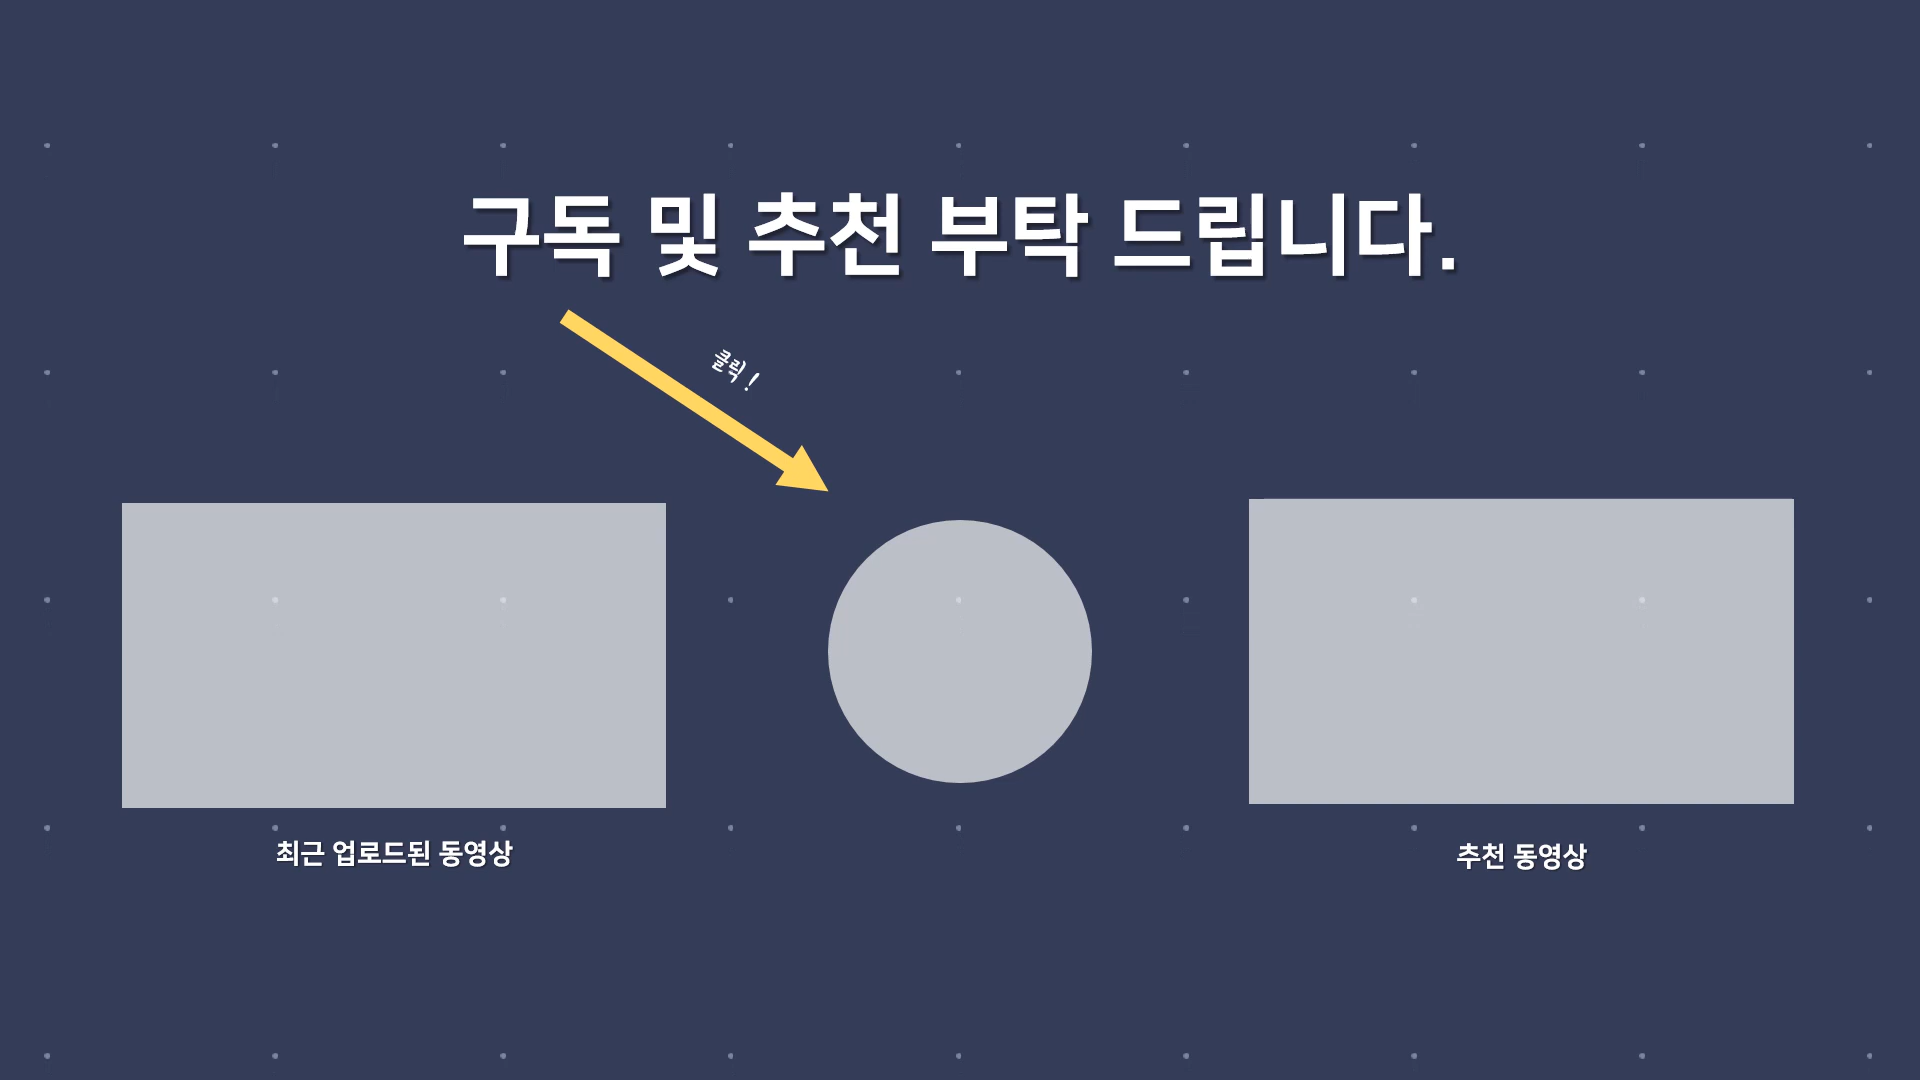 구독 및 추천 부탁 드립니다.
클릭!
최근 업로드된 동영상
추천 동영상